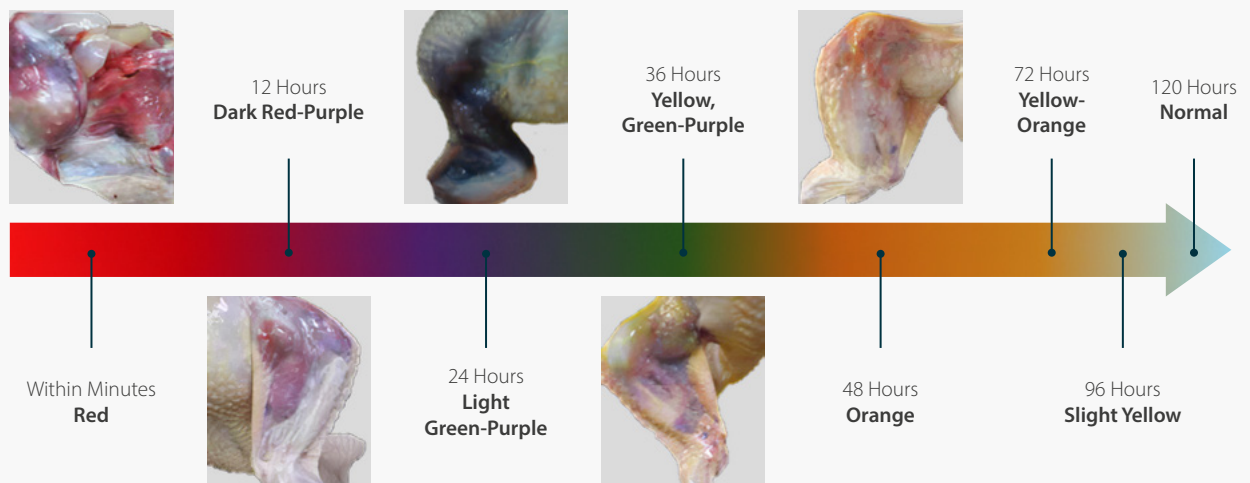 Within Minutes
Red
12 Hours
Dark Red-Purple
24 Hours
Light
Green-Purple
36 Hours
Yellow,
Green-Purple
48 Hours
Orange
72 Hours
Yellow-
Orange
96 Hours
Slight Yellow
120 Hours
Normal